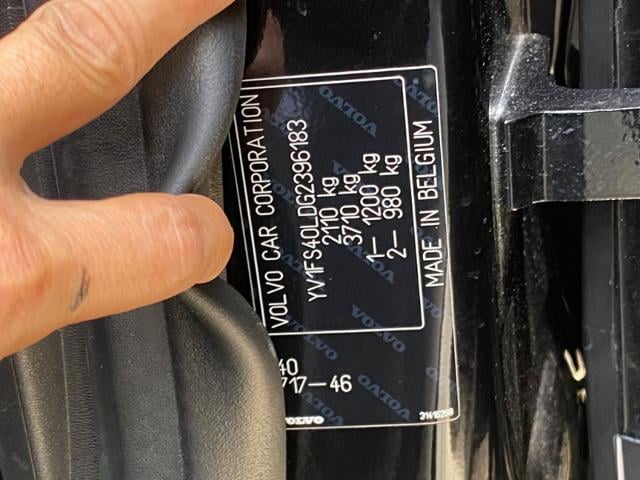 VOLVO CAR CORPORATION
YV1FS40LDG2396183
2110 kg
3710 kg
1– 1200 kg
2– 980 kg
MADE IN BELGIUM
40
717-46
VOLVO